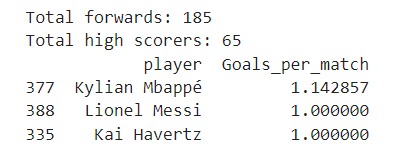 Total forwards: 185
Total high scorers: 65
player Goals_per_match
377 Kylian Mbappé 1.142857
388 Lionel Messi 1.000000
335 Kai Havertz 1.000000